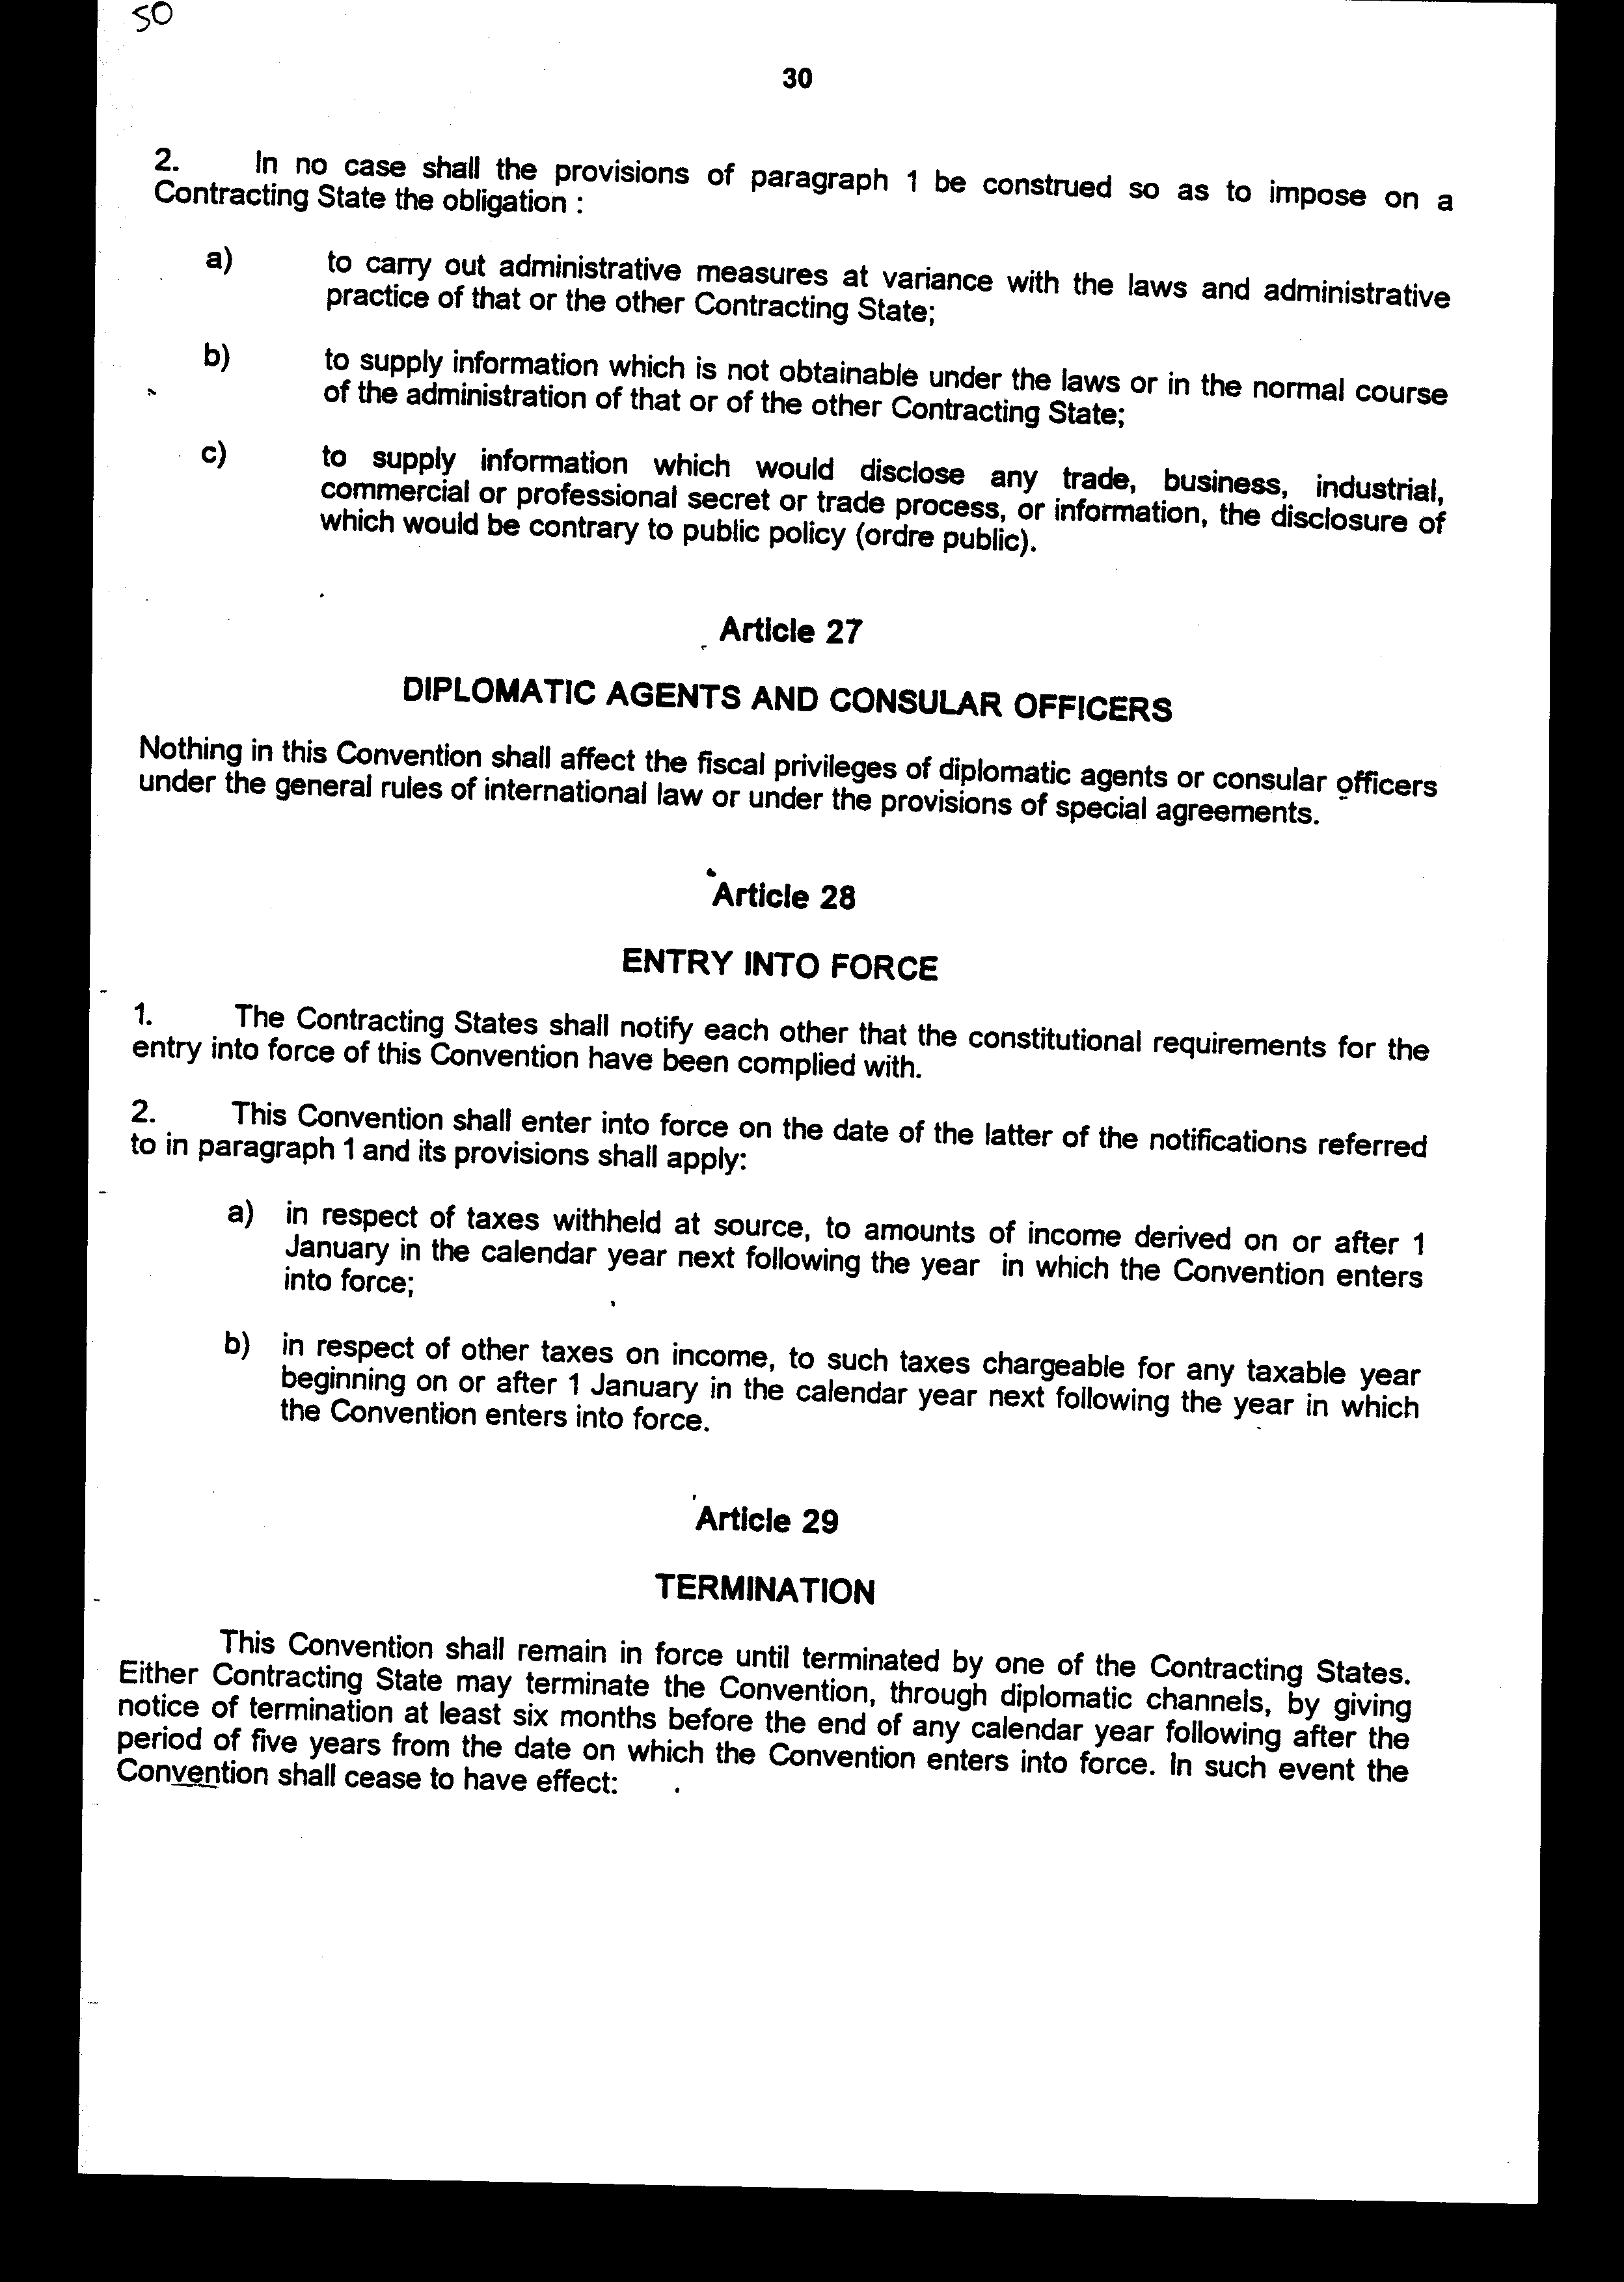 50
30
2. In no case shall the provisions of paragraph 1 be construed so as to impose on a
Contracting State the obligation :
a) to carry out administrative measures at variance with the laws and administrative
practice of that or the other Contracting State;
b) to supply information which is not obtainable under the laws or in the normal course
of the administration of that or of the other Contracting State;
c) to supply information which would disclose any trade, business, industrial,
commercial or professional secret or trade process, or information, the disclosure of
which would be contrary to public policy (ordre public).
Article 27
DIPLOMATIC AGENTS AND CONSULAR OFFICERS
Nothing in this Convention shall affect the fiscal privileges of diplomatic agents or consular officers
under the general rules of international law or under the provisions of special agreements.
Article 28
ENTRY INTO FORCE
1. The Contracting States shall notify each other that the constitutional requirements for the
entry into force of this Convention have been complied with.
2. This Convention shall enter into force on the date of the latter of the notifications referred
to in paragraph 1 and its provisions shall apply:
a) in respect of taxes withheld at source, to amounts of income derived on or after 1
January in the calendar year next following the year in which the Convention enters
into force;
b) in respect of other taxes on income, to such taxes chargeable for any taxable year
beginning on or after 1 January in the calendar year next following the year in which
the Convention enters into force.
Article 29
TERMINATION
This Convention shall remain in force until terminated by one of the Contracting States.
Either Contracting State may terminate the Convention, through diplomatic channels, by giving
notice of termination at least six months before the end of any calendar year following after the
period of five years from the date on which the Convention enters into force. In such event the
Convention shall cease to have effect: